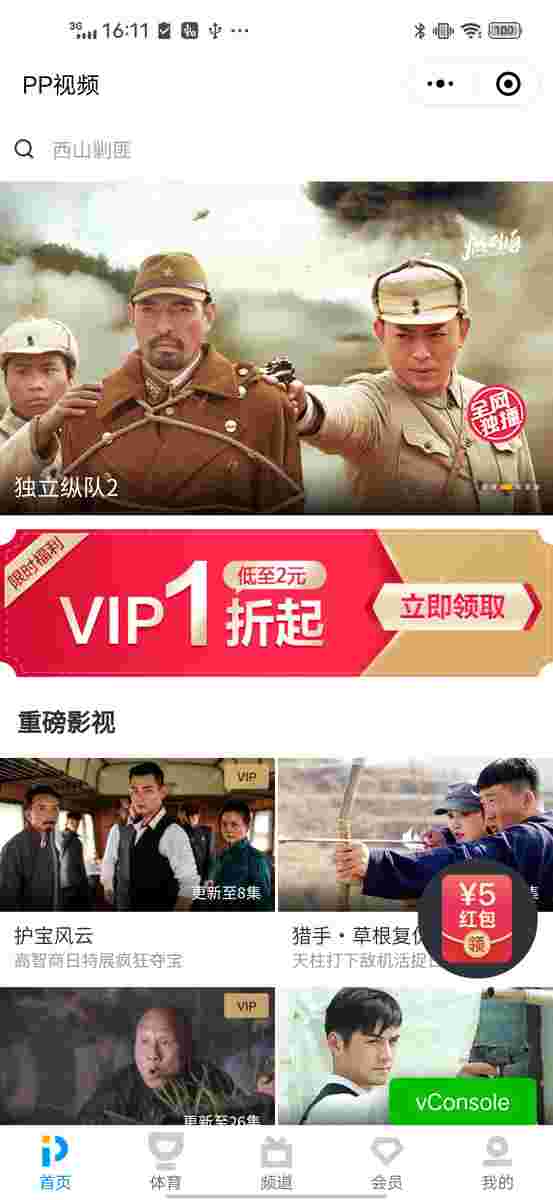 3G 16:11 100
PP视频
西山剿匪
全网
独播
独立纵队2
限时福利
VIP1折起
低至2元
立即领取
重磅影视
VIP
更新至8集
集
护宝风云
猎手·草根复仇
高智商日特展疯狂夺宝
天柱打下敌机活捉
¥5
红包
领
VIP
更新至26集
vConsole
首页
体育
频道
会员
我的